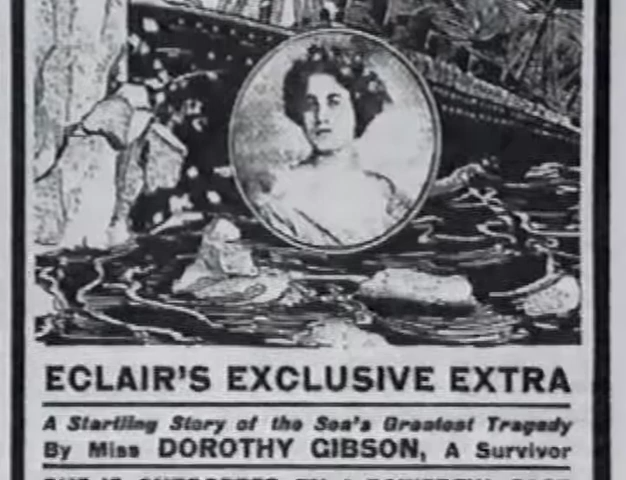 ECLAIR'S EXCLUSIVE EXTRA
A Startling Story of the Sea's Greatest Tragedy
By Miss DOROTHY GIBSON, A Survivor